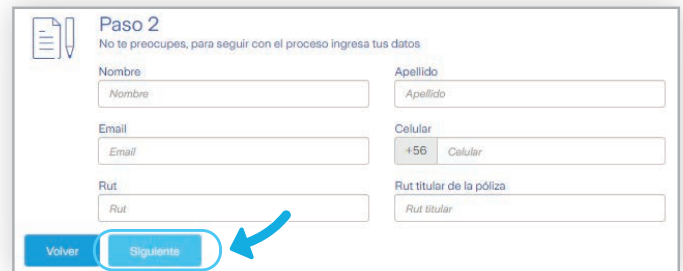 Paso 2
No te preocupes, para seguir con el proceso ingresa tus datos
Nombre Apellido
Nombre Apellido
Email Celular
Email +56 Celular
Rut Rut titular de la póliza
Rut Rut titular
Volver Siguiente